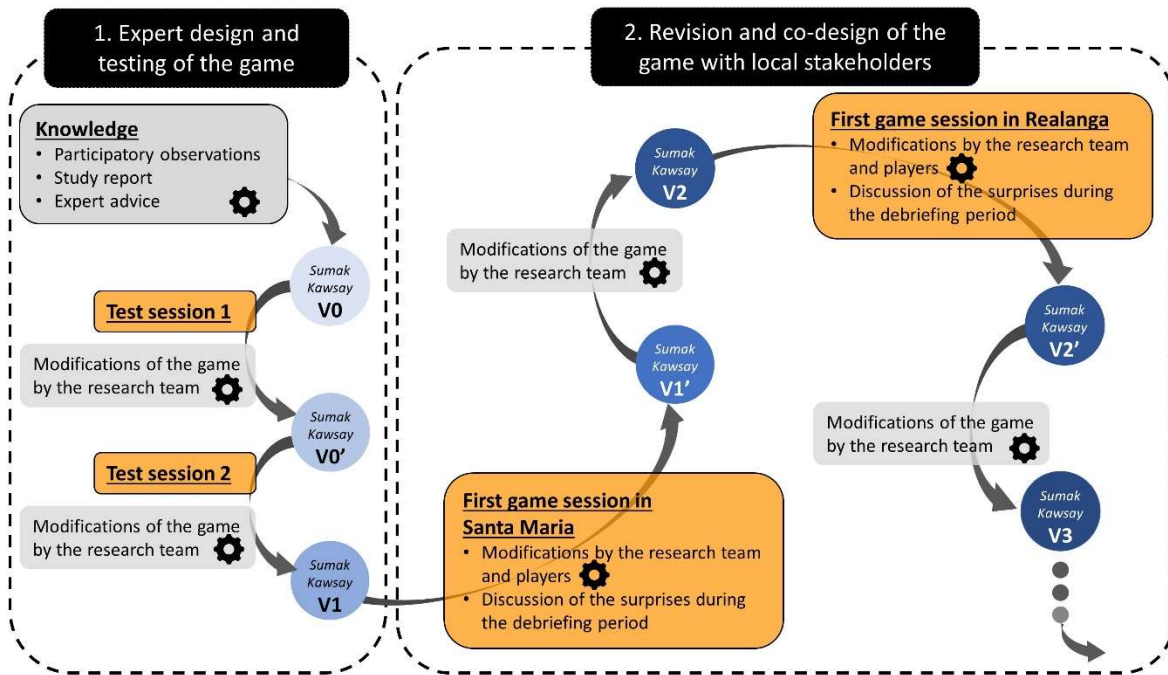 1. Expert design and
testing of the game
Knowledge
• Participatory observations
• Study report
• Expert advice
Sumak
Kawsay
V0
Test session 1
Modifications of the game
by the research team
Sumak
Kawsay
V0’
Test session 2
Modifications of the game
by the research team
Sumak
Kawsay
V1
2. Revision and co-design of the
game with local stakeholders
First game session in
Santa Maria
• Modifications by the research team
and players
• Discussion of the surprises during
the debriefing period
Sumak
Kawsay
V1’
Modifications of the game
by the research team
Sumak
Kawsay
V2
First game session in Realanga
• Modifications by the research team
and players
• Discussion of the surprises during
the debriefing period
Sumak
Kawsay
V2’
Modifications of the game
by the research team
Sumak
Kawsay
V3